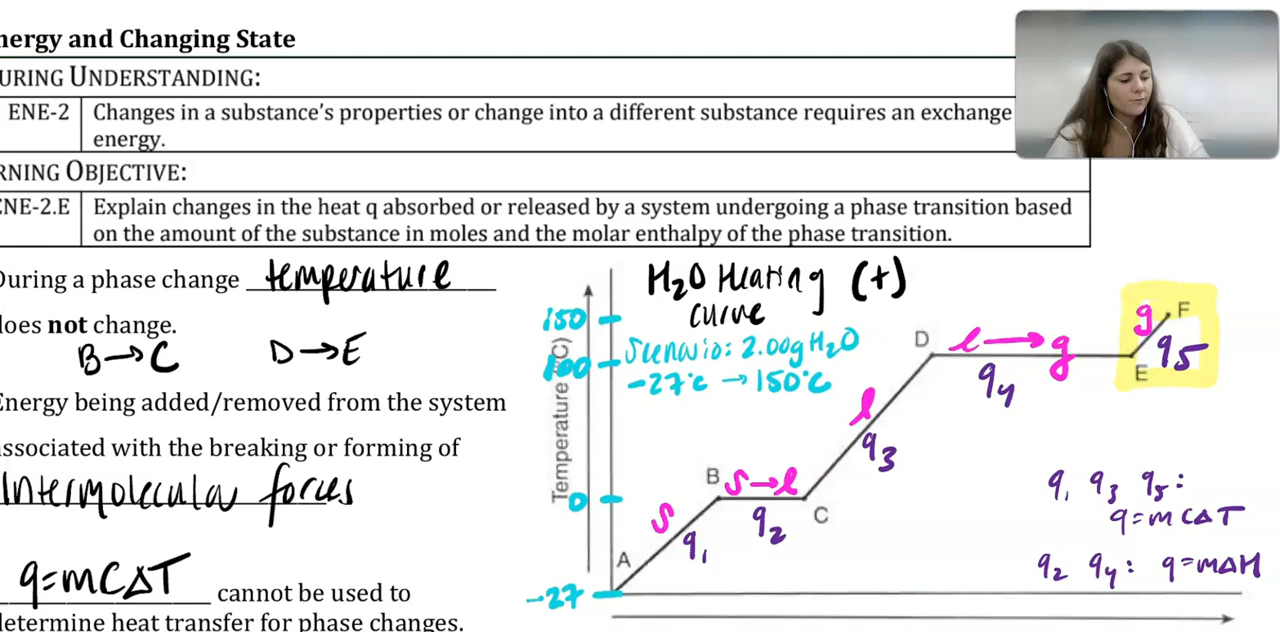 nergy and Changing State
URING UNDERSTANDING:
ENE-2 Changes in a substance's properties or change into a different substance requires an exchange
energy.
RNING OBJECTIVE:
ENE-2.E Explain changes in the heat q absorbed or released by a system undergoing a phase transition based
on the amount of the substance in moles and the molar enthalpy of the phase transition.
During a phase change temperature
does not change.
B→C D→E
Energy being added/removed from the system
associated with the breaking or forming of
Intermolecular forces
q=mCΔT cannot be used to
determine heat transfer for phase changes.
H₂O Heating (+)
curve
Scenario: 2.00g H₂O
-27°C → 150°C
Temperature (°C)
150
100
0
-27
A
s
q₁
B
s→l
q₂
C
l
q₃
D
l→g
q₄
E
g
q₅
F
q₁ q₃ q₅:
q=mCΔT
q₂ q₄: q=mΔH